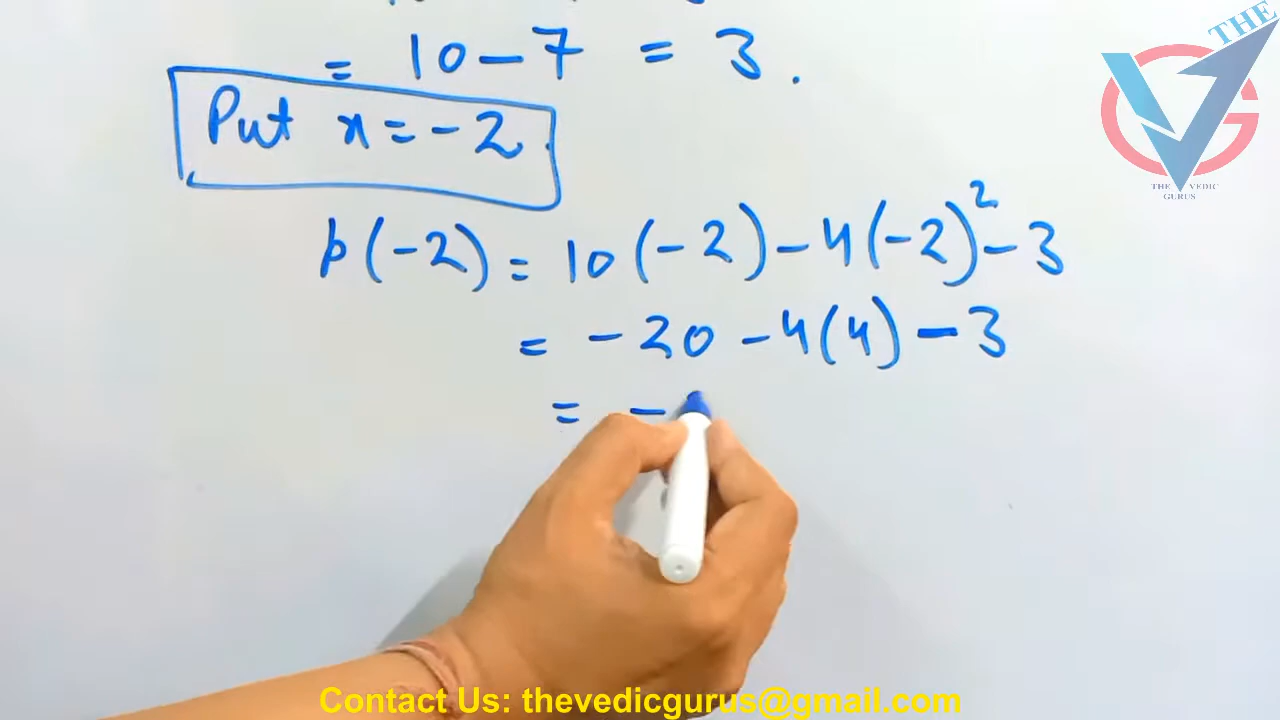 = 10 - 7 = 3 .
Put x = - 2
p(-2) = 10(-2) - 4(-2)² - 3
= - 20 - 4(4) - 3
= -
THE
VG
THE VEDIC
GURUS
Contact Us: thevedicgurus@gmail.com